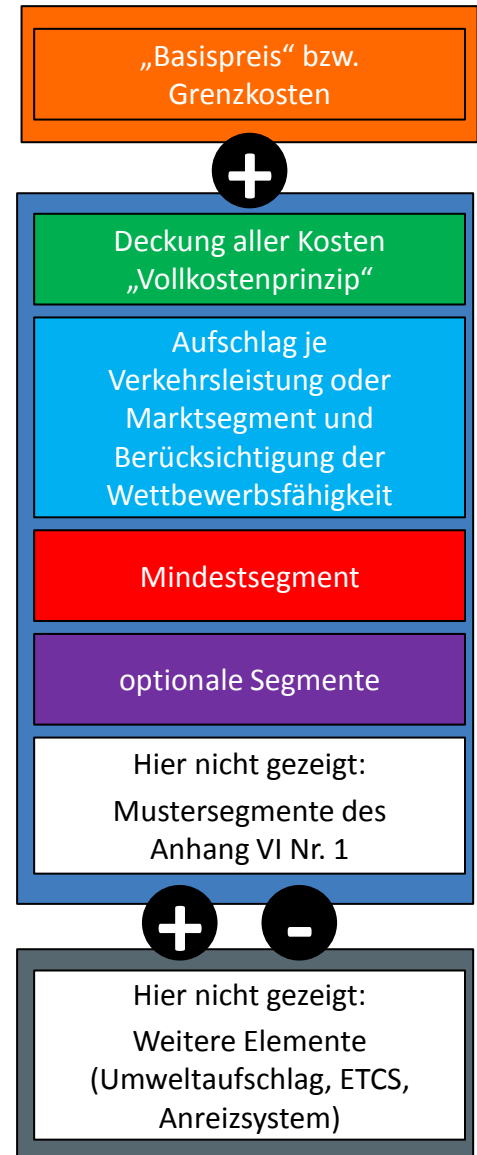 „Basispreis“ bzw.
Grenzkosten
+
Deckung aller Kosten
„Vollkostenprinzip“
Aufschlag je
Verkehrsleistung oder
Marktsegment und
Berücksichtigung der
Wettbewerbsfähigkeit
Mindestsegment
optionale Segmente
Hier nicht gezeigt:
Mustersegmente des
Anhang VI Nr. 1
+ -
Hier nicht gezeigt:
Weitere Elemente
(Umweltaufschlag, ETCS,
Anreizsystem)